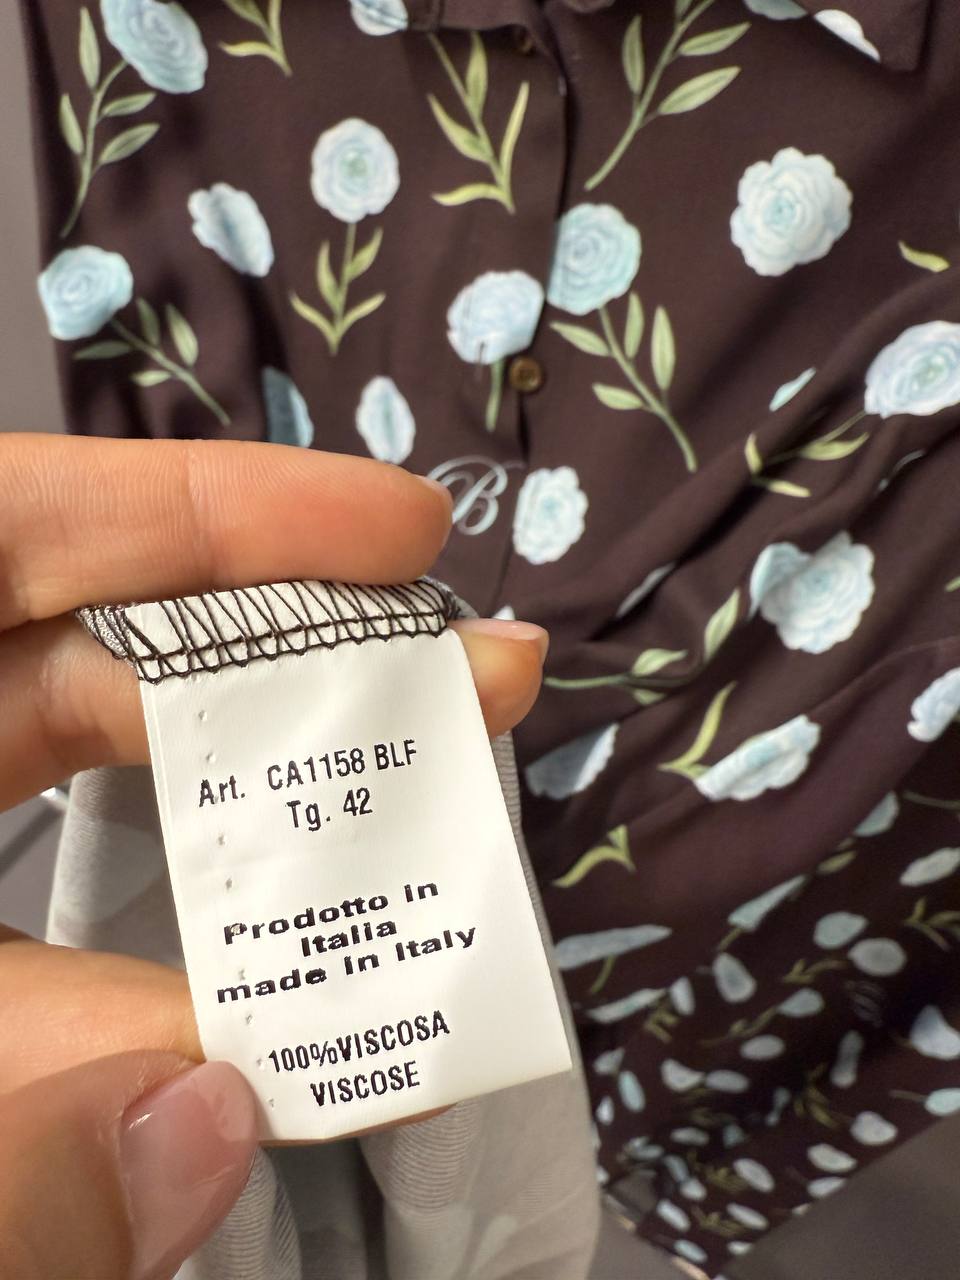 B
Art. CA1158 BLF
Tg. 42
Prodotto in
Italia
made in Italy
100%VISCOSA
VISCOSE